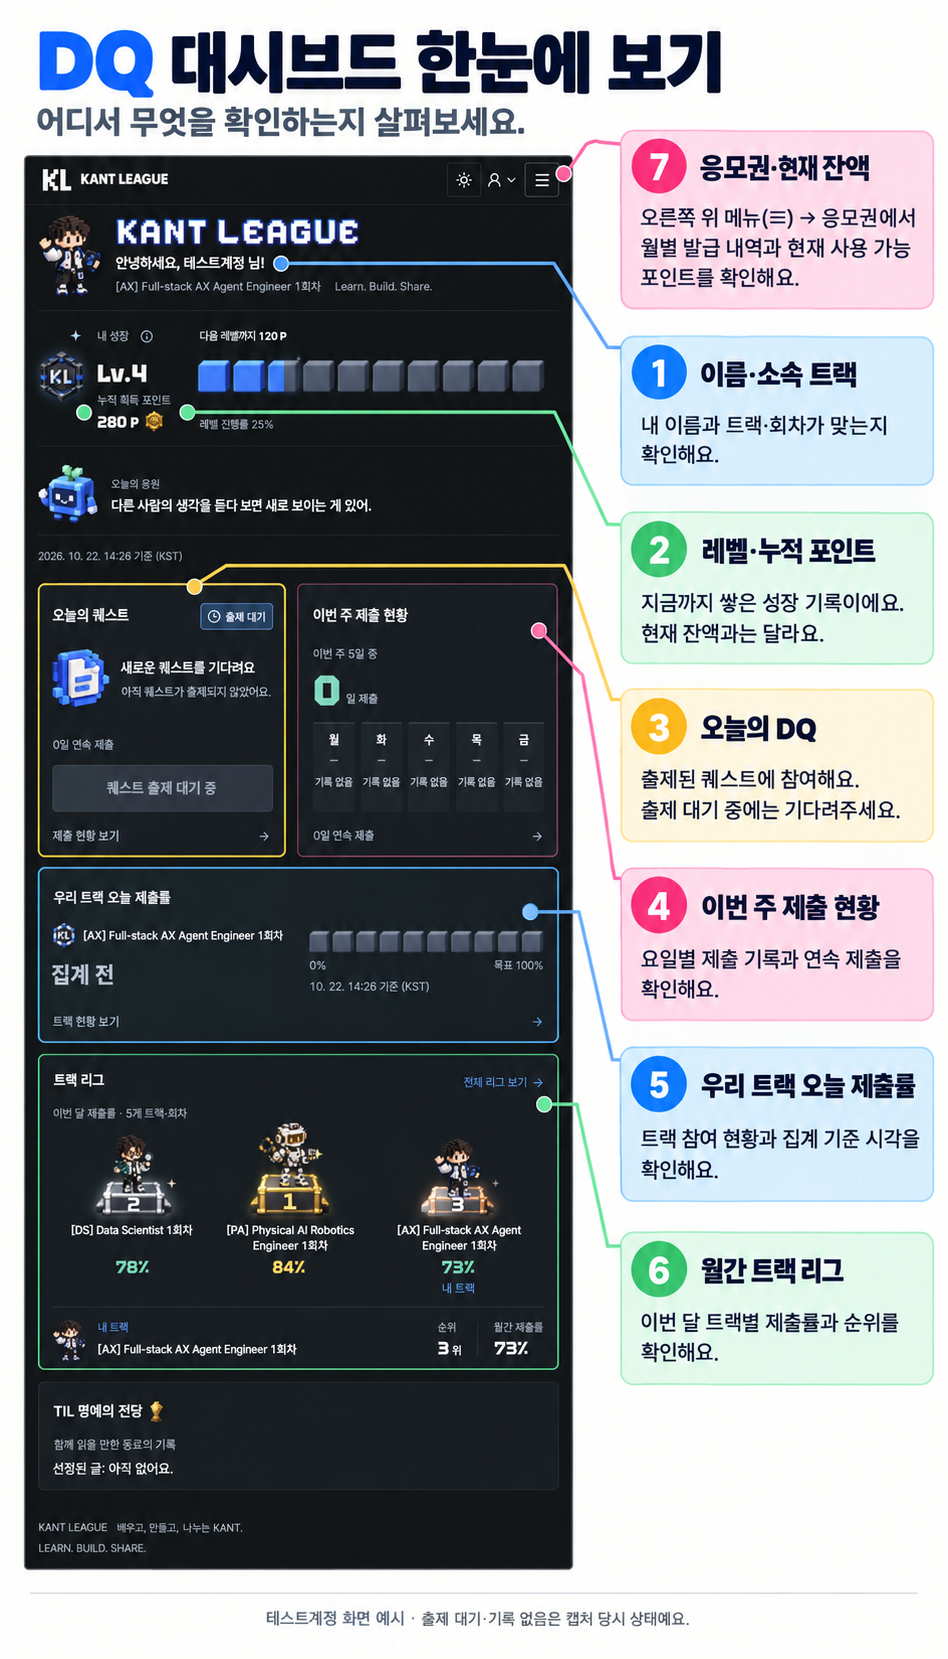 DQ 대시브드 한눈에 보기
어디서 무엇을 확인하는지 살펴보세요.
KL KANT LEAGUE
KANT LEAGUE
안녕하세요, 테스트계정 님!
[AX] Full-stack AX Agent Engineer 1회차 Learn. Build. Share.
내 성장
다음 레벨까지 120 P
KL
Lv.4
누적 획득 포인트
280 P
레벨 진행률 25%
오늘의 응원
다른 사람의 생각을 듣다 보면 새로 보이는 게 있어.
2026. 10. 22. 14:26 기준 (KST)
오늘의 퀘스트
출제 대기
새로운 퀘스트를 기다려요
아직 퀘스트가 출제되지 않았어요.
0일 연속 제출
퀘스트 출제 대기 중
제출 현황 보기 →
이번 주 제출 현황
이번 주 5일 중
0 일 제출
월 화 수 목 금
– – – – –
기록 없음 기록 없음 기록 없음 기록 없음 기록 없음
0일 연속 제출 →
우리 트랙 오늘 제출률
KL [AX] Full-stack AX Agent Engineer 1회차
집계 전
0% 목표 100%
10. 22. 14:26 기준 (KST)
트랙 현황 보기 →
트랙 리그
전체 리그 보기 →
이번 달 제출률 · 5게 트랙·회차
2
1
3
[DS] Data Scientist 1회차
78%
[PA] Physical AI Robotics
Engineer 1회차
84%
[AX] Full-stack AX Agent
Engineer 1회차
73%
내 트랙
내 트랙
[AX] Full-stack AX Agent Engineer 1회차
순위
3 위
월간 제출률
73%
TIL 명예의 전당
함께 읽을 만한 동료의 기록
선정된 글: 아직 없어요.
KANT LEAGUE 배우고, 만들고, 나누는 KANT.
LEARN. BUILD. SHARE.
7 응모권·현재 잔액
오른쪽 위 메뉴(☰) → 응모권에서
월별 발급 내역과 현재 사용 가능
포인트를 확인해요.
1 이름·소속 트랙
내 이름과 트랙·회차가 맞는지
확인해요.
2 레벨·누적 포인트
지금까지 쌓은 성장 기록이에요.
현재 잔액과는 달라요.
3 오늘의 DQ
출제된 퀘스트에 참여해요.
출제 대기 중에는 기다려주세요.
4 이번 주 제출 현황
요일별 제출 기록과 연속 제출을
확인해요.
5 우리 트랙 오늘 제출률
트랙 참여 현황과 집계 기준 시각을
확인해요.
6 월간 트랙 리그
이번 달 트랙별 제출률과 순위를
확인해요.
테스트계정 화면 예시 · 출제 대기·기록 없음은 캡처 당시 상태예요.